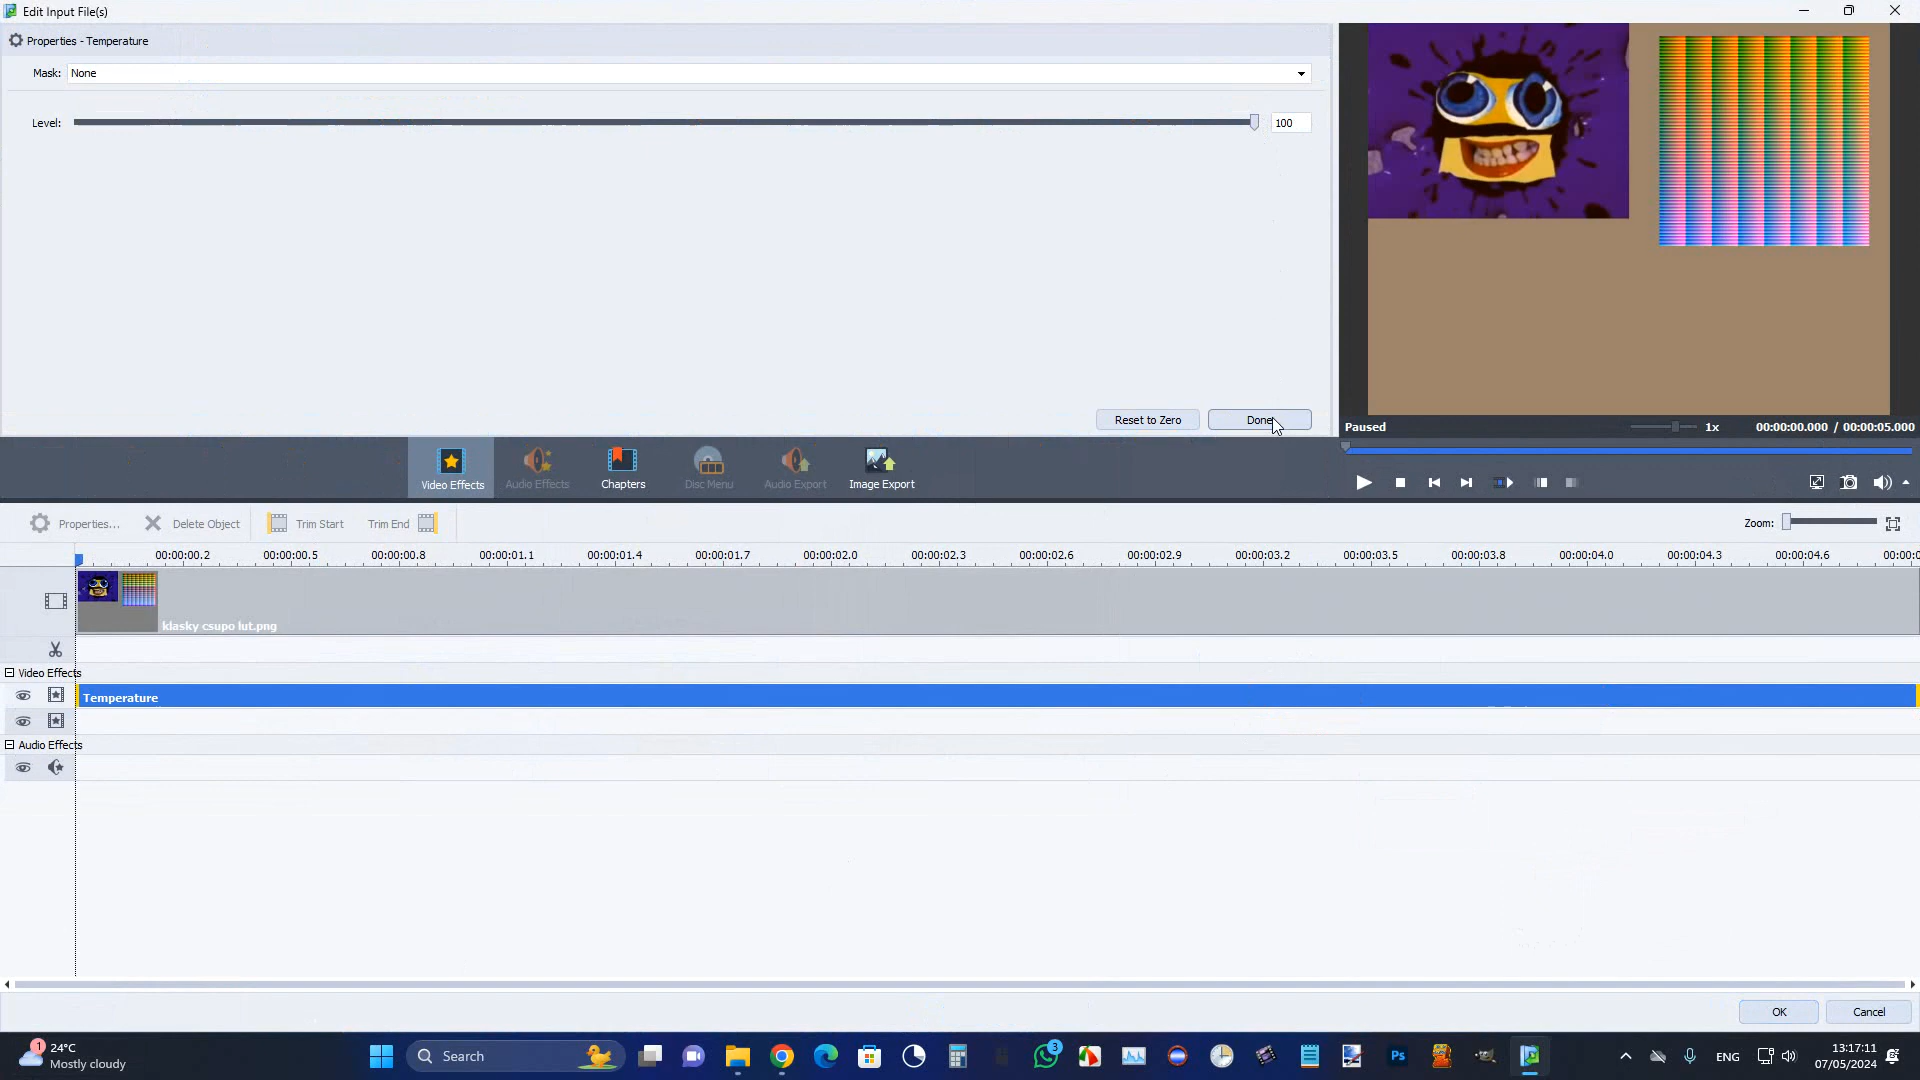 Edit Input File(s)
Properties - Temperature
Mask: None
Level: 100
Reset to Zero Done
Paused 1x 00:00:00.000 / 00:00:05.000
Video Effects Audio Effects Chapters Disc Menu Audio Export Image Export
Properties... Delete Object Trim Start Trim End Zoom:
00:00:00.2 00:00:00.5 00:00:00.8 00:00:01.1 00:00:01.4 00:00:01.7 00:00:02.0 00:00:02.3 00:00:02.6 00:00:02.9 00:00:03.2 00:00:03.5 00:00:03.8 00:00:04.0 00:00:04.3 00:00:04.6 00:00:0
klasky csupo lut.png
Video Effects
Temperature
Audio Effects
OK Cancel
1 24°C
Mostly cloudy
Search
3
Ps
ENG
13:17:11
07/05/2024